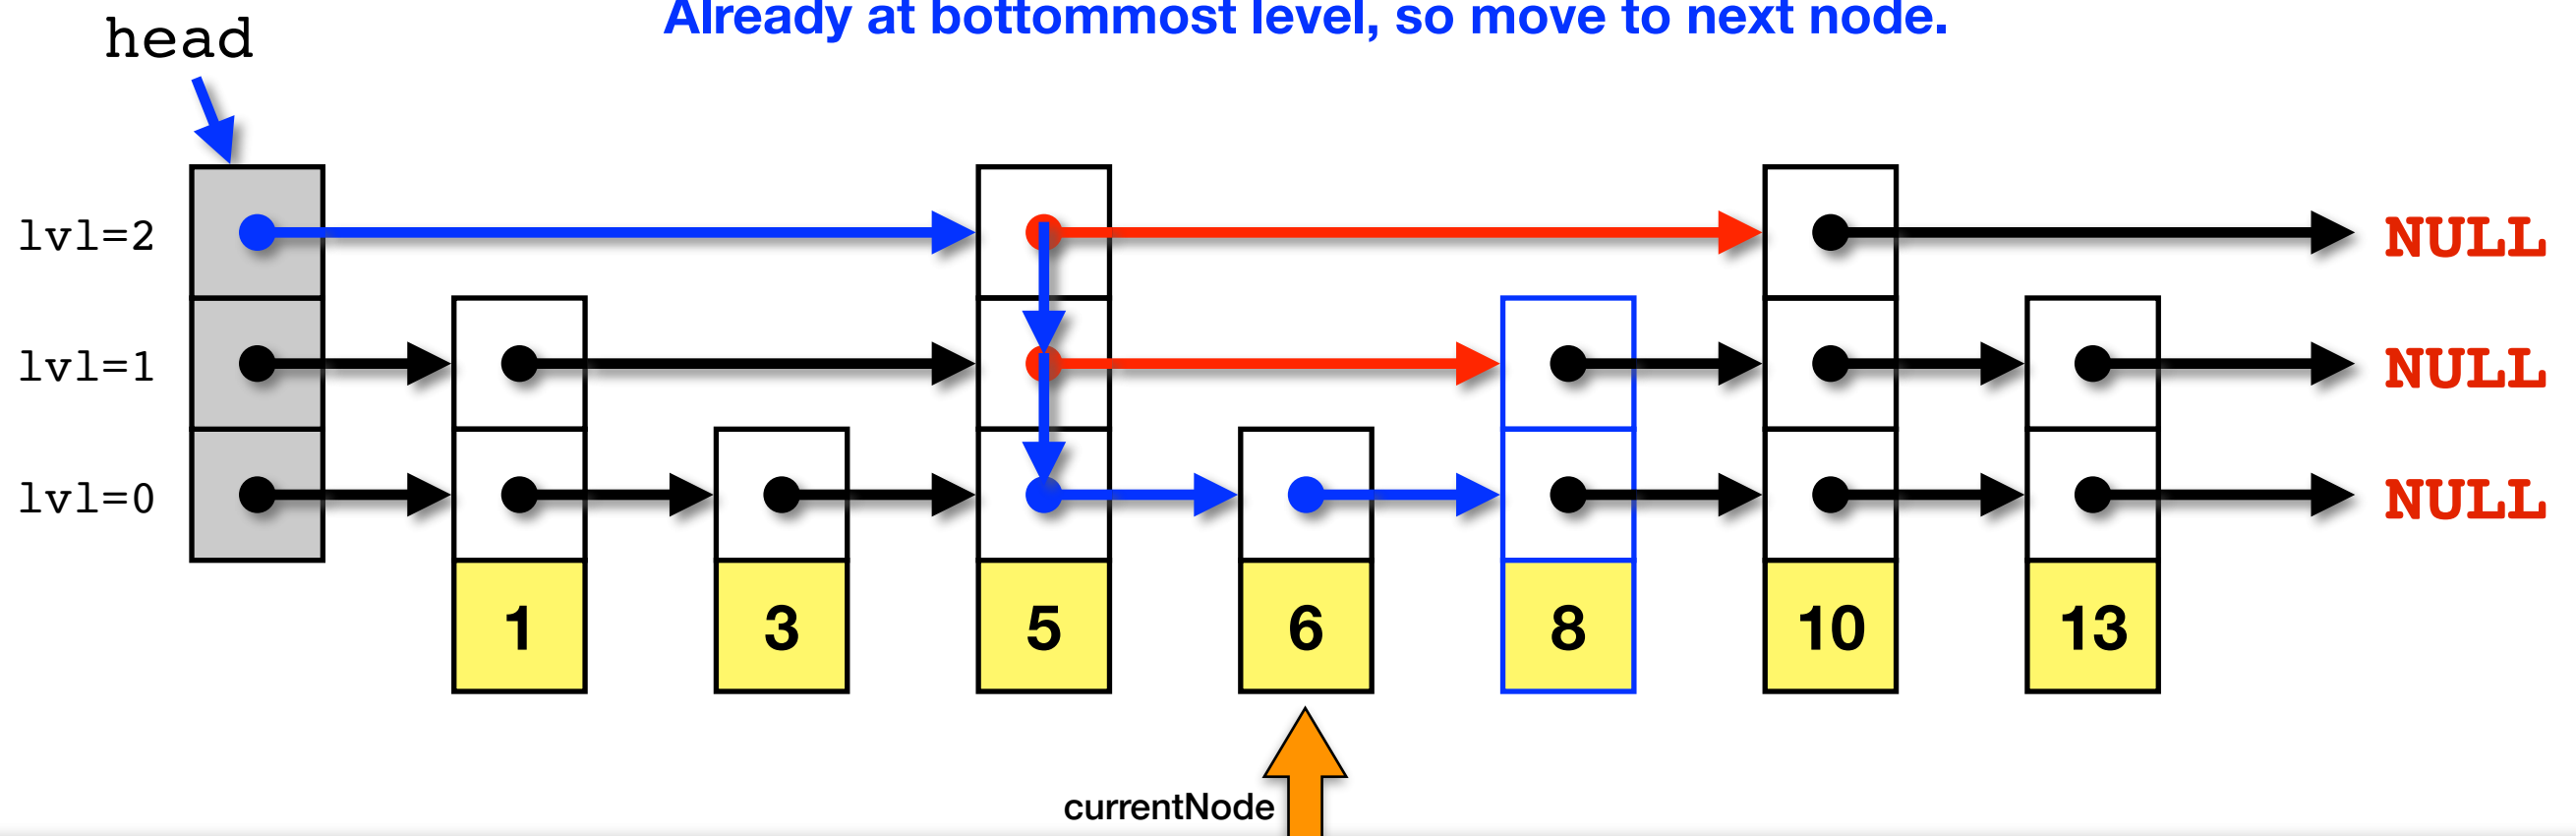 Already at bottommost level, so move to next node.
head
lvl=2 NULL
lvl=1 NULL
lvl=0 NULL
1 3 5 6 8 10 13
currentNode